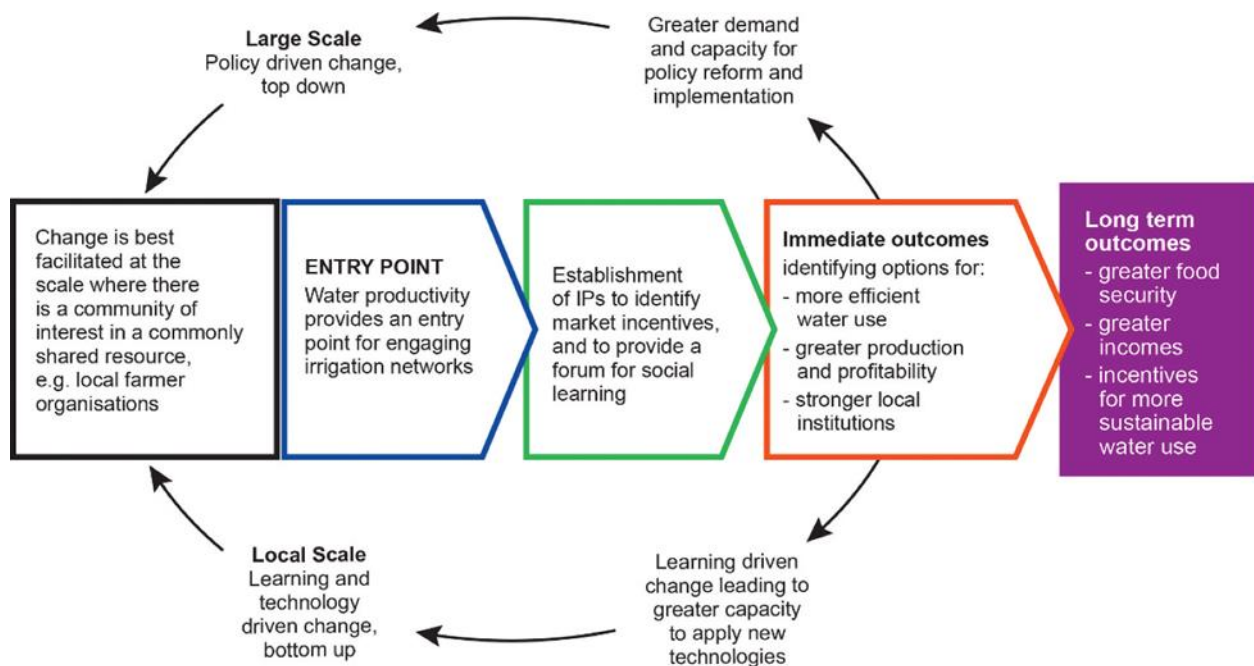 Large Scale
Policy driven change,
top down
Greater demand
and capacity for
policy reform and
implementation
Change is best
facilitated at the
scale where there
is a community of
interest in a commonly
shared resource,
e.g. local farmer
organisations
ENTRY POINT
Water productivity
provides an entry
point for engaging
irrigation networks
Establishment
of IPs to identify
market incentives,
and to provide a
forum for social
learning
Immediate outcomes
identifying options for:
- more efficient
water use
- greater production
and profitability
- stronger local
institutions
Long term
outcomes
- greater food
security
- greater
incomes
- incentives
for more
sustainable
water use
Local Scale
Learning and
technology
driven change,
bottom up
Learning driven
change leading to
greater capacity
to apply new
technologies